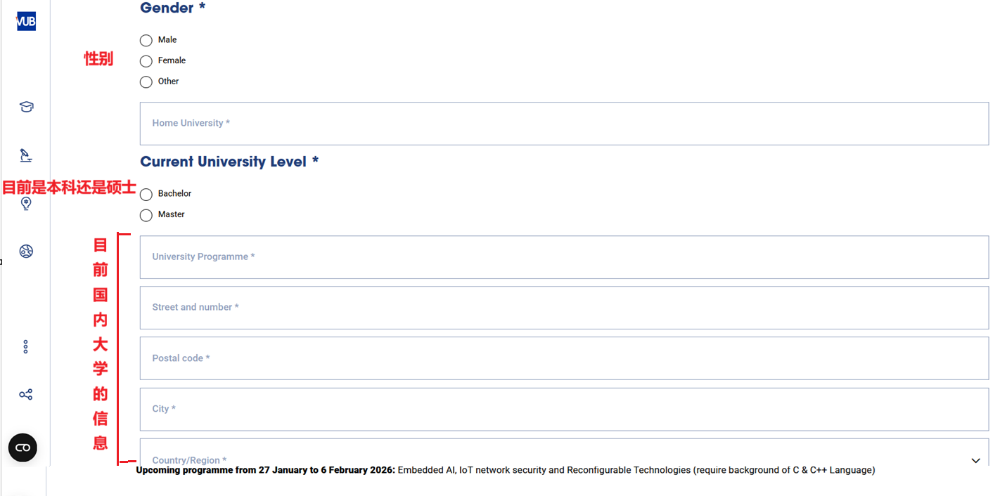 VUB
Gender *
Male
性别
Female
Other
Home University *
Current University Level *
目前是本科还是硕士
Bachelor
Master
目前国内大学的信息
University Programme *
Street and number *
Postal code *
City *
Country/Region *
Upcoming programme from 27 January to 6 February 2026: Embedded AI, IoT network security and Reconfigurable Technologies (require background of C & C++ Language)